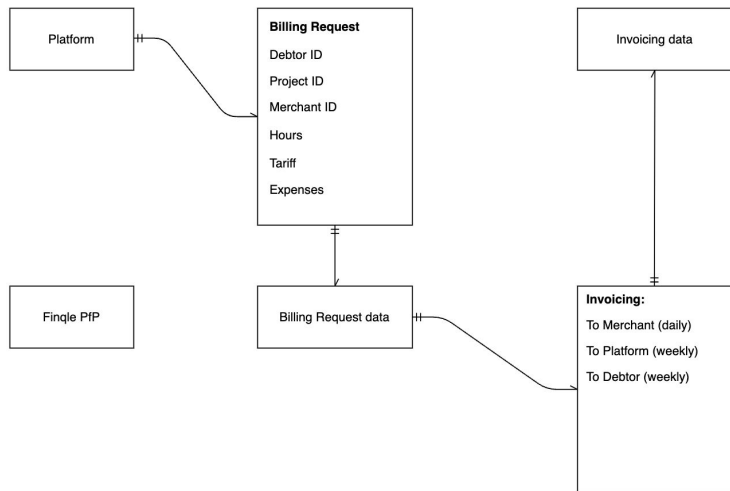 Platform
Billing Request
Debtor ID
Project ID
Merchant ID
Hours
Tariff
Expenses
Invoicing data
Finqle PfP
Billing Request data
Invoicing:
To Merchant (daily)
To Platform (weekly)
To Debtor (weekly)